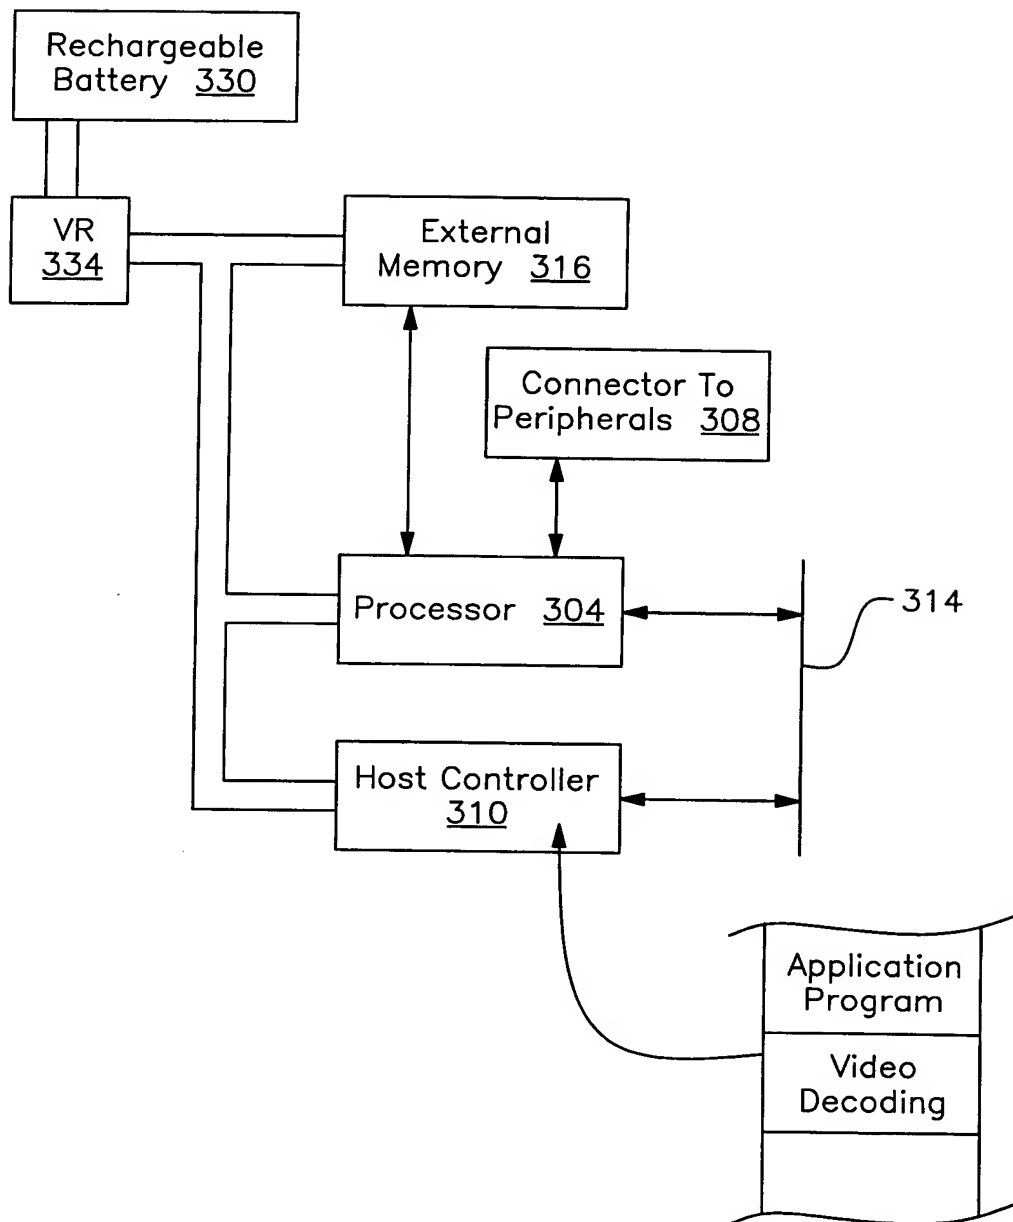 Rechargeable
Battery 330
VR
334
External
Memory 316
Connector To
Peripherals 308
Processor 304
314
Host Controller
310
Application
Program
Video
Decoding